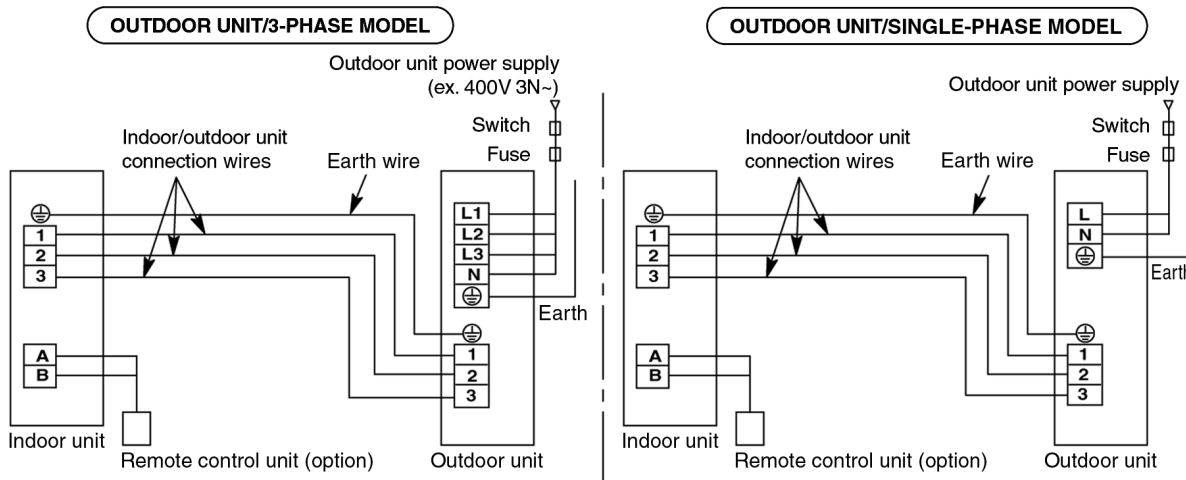 OUTDOOR UNIT/3-PHASE MODEL
Outdoor unit power supply
(ex. 400V 3N~)
Switch
Fuse
Indoor/outdoor unit
connection wires
Earth wire
1
2
3
A
B
L1
L2
L3
N
Earth
1
2
3
Indoor unit
Remote control unit (option)
Outdoor unit
OUTDOOR UNIT/SINGLE-PHASE MODEL
Outdoor unit power supply
Switch
Fuse
Indoor/outdoor unit
connection wires
Earth wire
1
2
3
A
B
L
N
Earth
1
2
3
Indoor unit
Remote control unit (option)
Outdoor unit